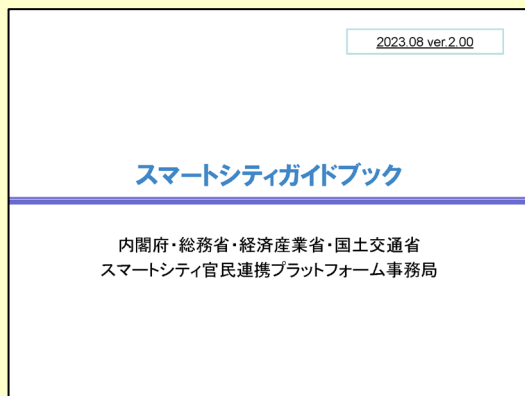 2023.08 ver.2.00
スマートシティガイドブック
内閣府・総務省・経済産業省・国土交通省
スマートシティ官民連携プラットフォーム事務局